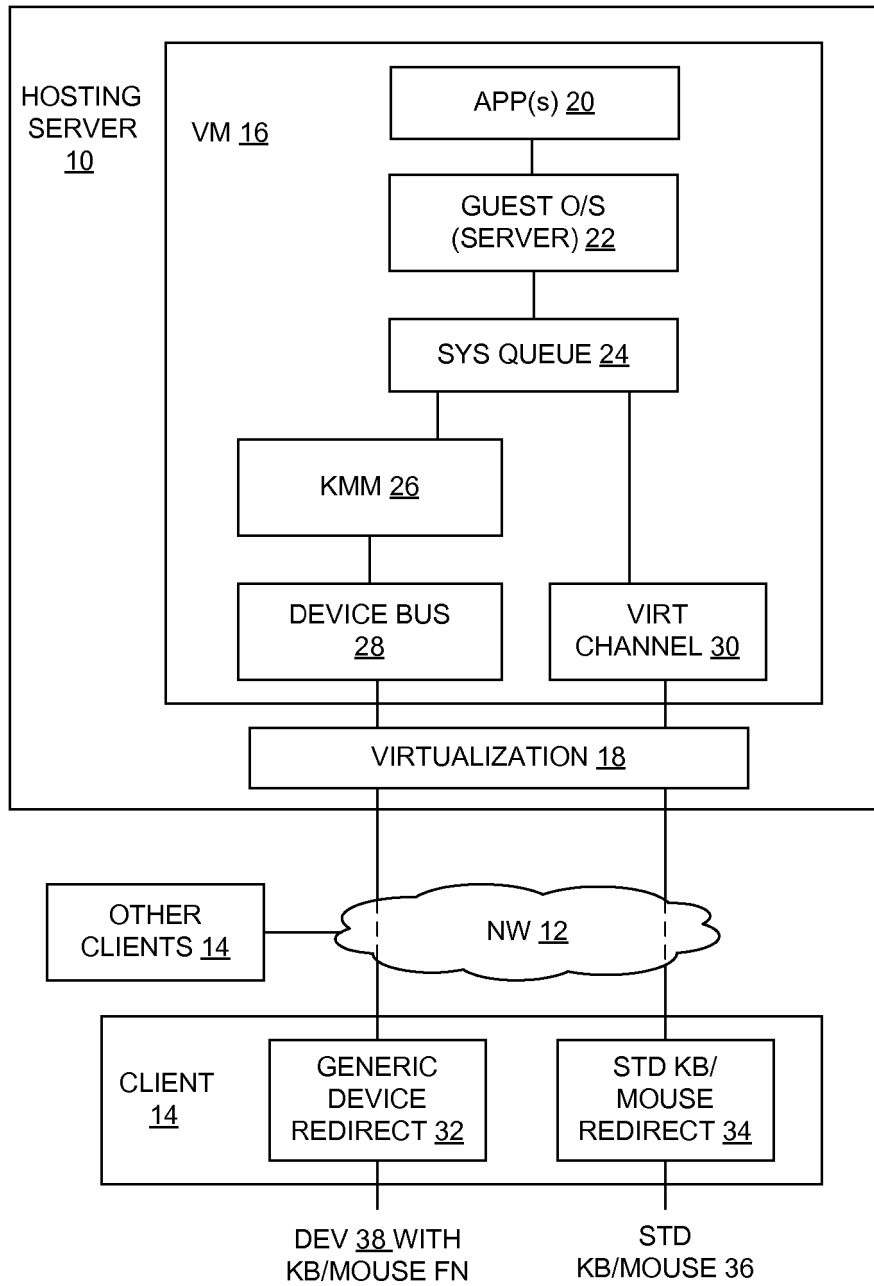 HOSTING
SERVER
10
VM 16
APP(s) 20
GUEST O/S
(SERVER) 22
SYS QUEUE 24
KMM 26
DEVICE BUS
28
VIRT
CHANNEL 30
VIRTUALIZATION 18
OTHER
CLIENTS 14
NW 12
CLIENT
14
GENERIC
DEVICE
REDIRECT 32
STD KB/
MOUSE
REDIRECT 34
DEV 38 WITH
KB/MOUSE FN
STD
KB/MOUSE 36